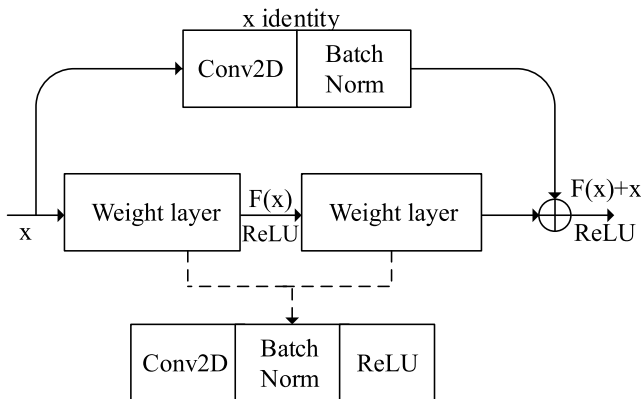 x identity
Conv2D
Batch
Norm
x
Weight layer
F(x)
ReLU
Weight layer
F(x)+x
ReLU
Conv2D
Batch
Norm
ReLU